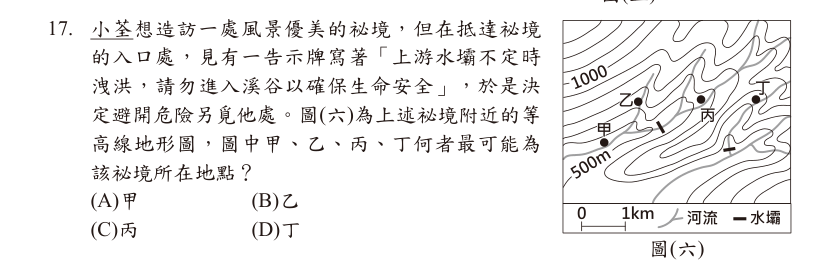 17. 小荃想造訪一處風景優美的祕境，但在抵達祕境
的入口處，見有一告示牌寫著「上游水壩不定時
洩洪，請勿進入溪谷以確保生命安全」，於是決
定避開危險另覓他處。圖(六)為上述祕境附近的等
高線地形圖，圖中甲、乙、丙、丁何者最可能為
該祕境所在地點？
(A)甲 (B)乙
(C)丙 (D)丁
1000
乙
丙
丁
甲
500m
0 1km 河流 水壩
圖(六)